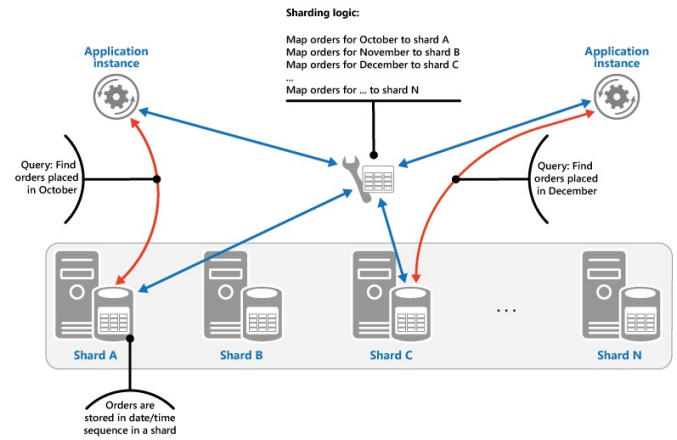 Sharding logic:
Map orders for October to shard A
Map orders for November to shard B
Map orders for December to shard C
...
Map orders for ... to shard N
Application
instance
Application
instance
Query: Find
orders placed
in October
Query: Find
orders placed
in December
...
Shard A
Shard B
Shard C
Shard N
Orders are
stored in date/time
sequence in a shard